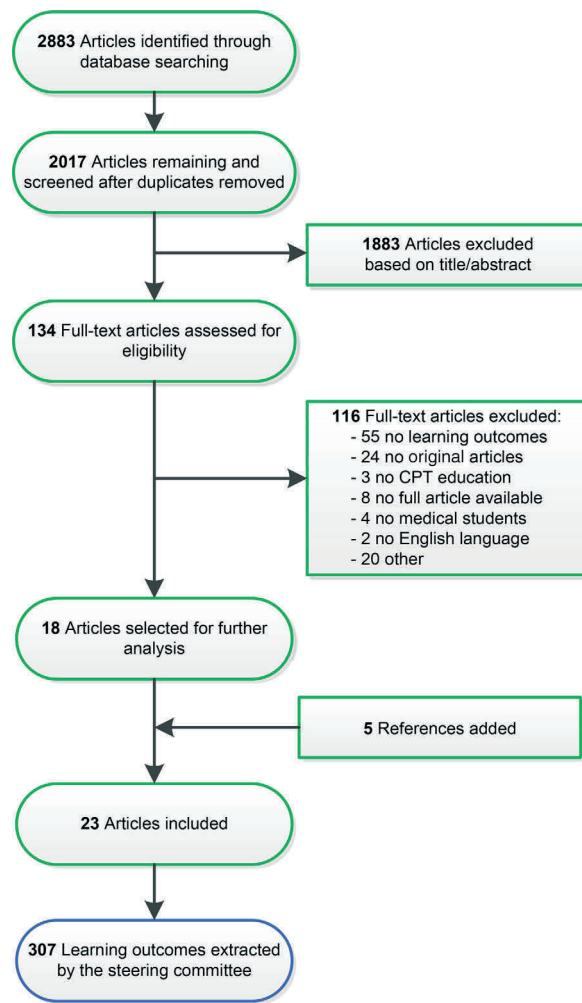 2883 Articles identified through
database searching
2017 Articles remaining and
screened after duplicates removed
1883 Articles excluded
based on title/abstract
134 Full-text articles assessed for
eligibility
116 Full-text articles excluded:
- 55 no learning outcomes
- 24 no original articles
- 3 no CPT education
- 8 no full article available
- 4 no medical students
- 2 no English language
- 20 other
18 Articles selected for further
analysis
5 References added
23 Articles included
307 Learning outcomes extracted
by the steering committee